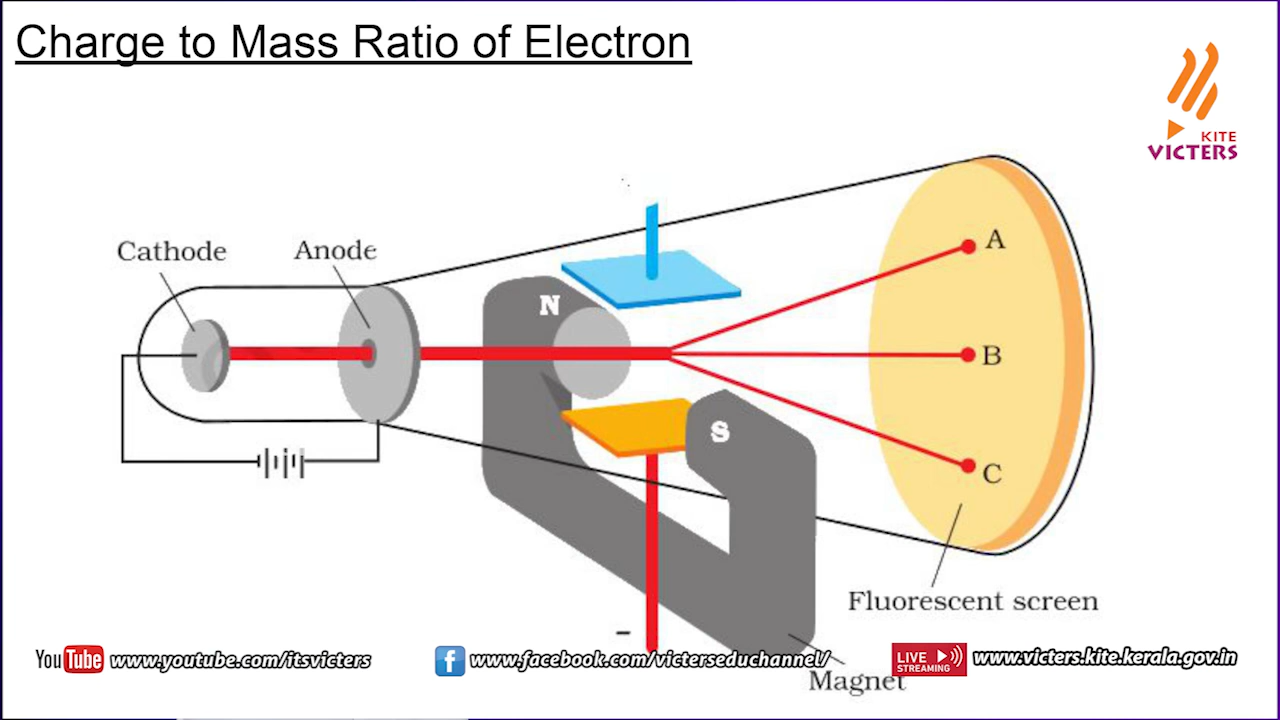 Charge to Mass Ratio of Electron
KITE
VICTERS
Cathode
Anode
A
N
B
S
C
Fluorescent screen
–
YouTube www.youtube.com/itsvicters
f www.facebook.com/victerseduchannel/
LIVE
STREAMING
www.victers.kite.kerala.gov.in
Magnet